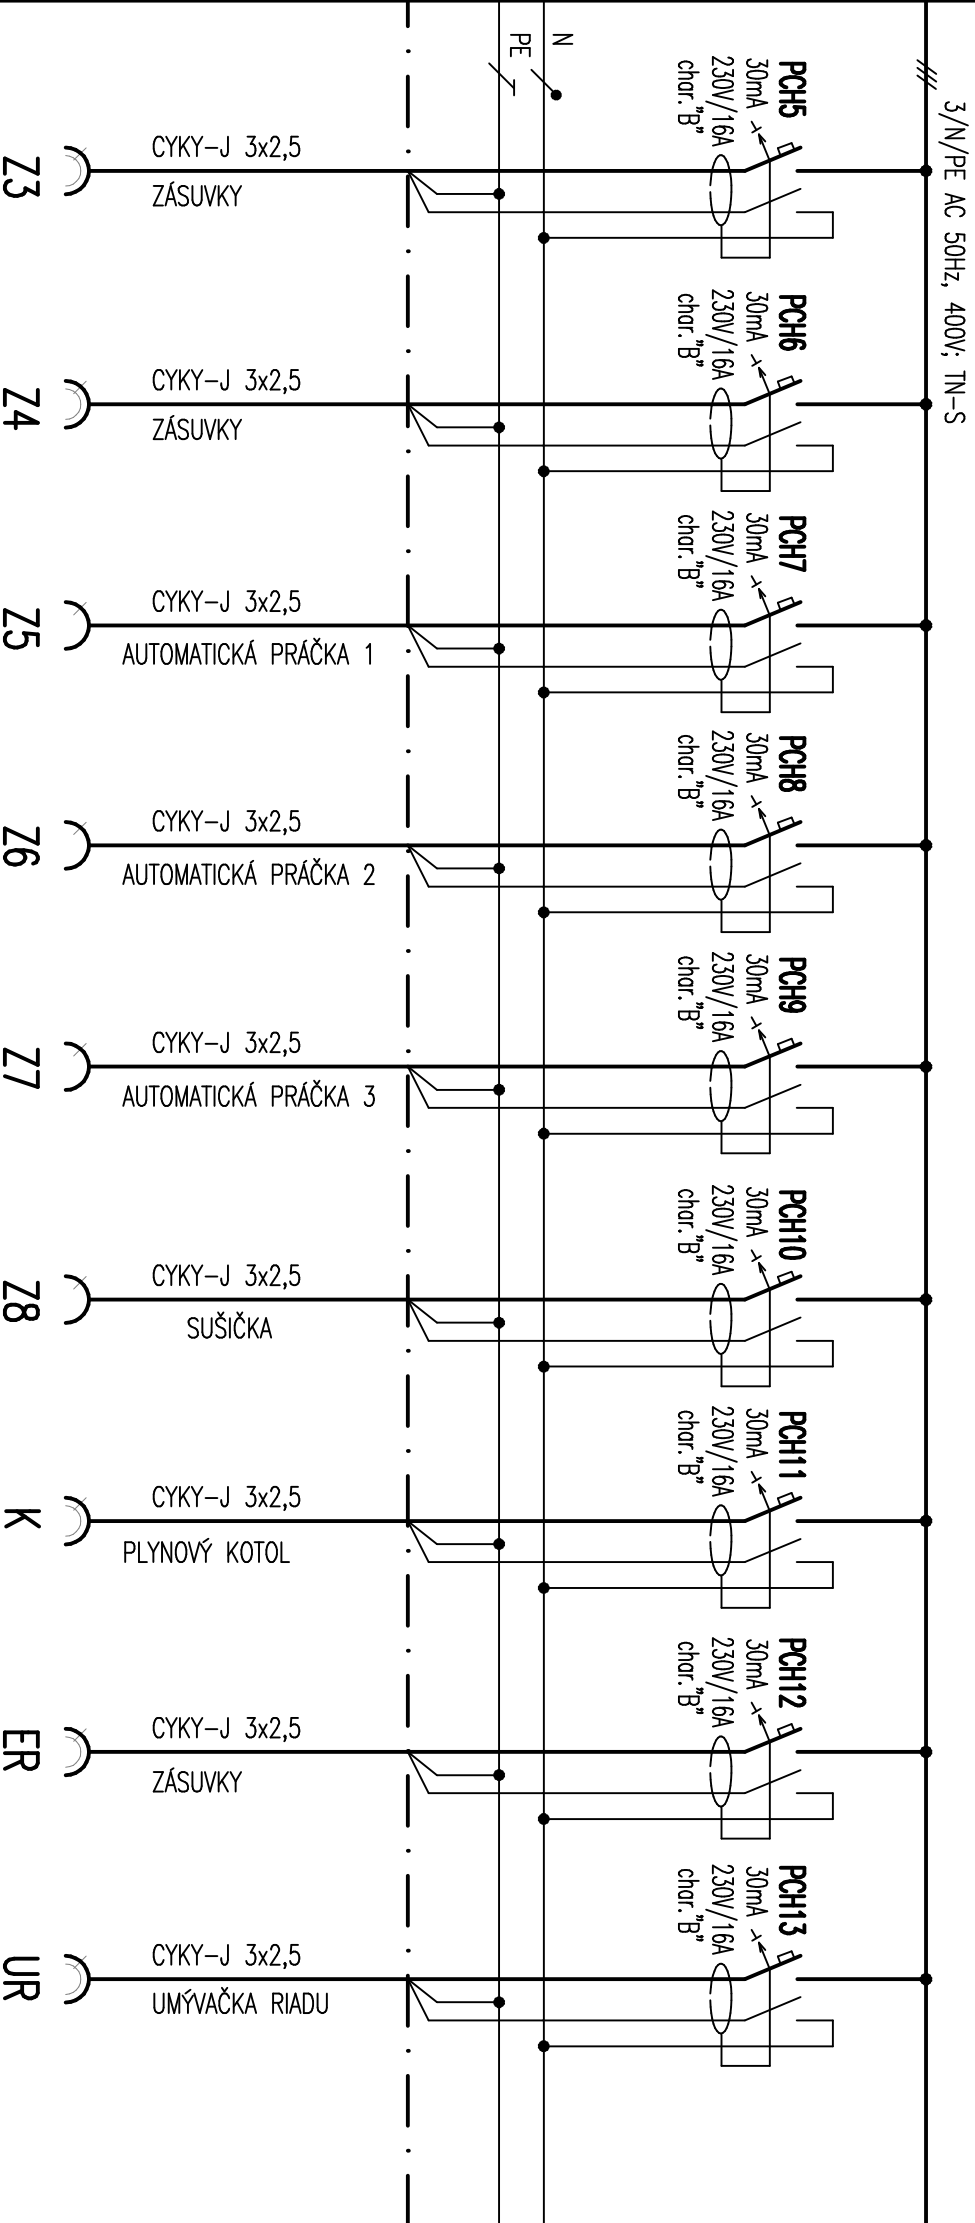 3/N/PE AC 50Hz, 400V; TN-S
N
PE
PCH5
30mA
230V/16A
char."B"
CYKY-J 3x2,5
ZÁSUVKY
Z3
PCH6
30mA
230V/16A
char."B"
CYKY-J 3x2,5
ZÁSUVKY
Z4
PCH7
30mA
230V/16A
char."B"
CYKY-J 3x2,5
AUTOMATICKÁ PRÁČKA 1
Z5
PCH8
30mA
230V/16A
char."B"
CYKY-J 3x2,5
AUTOMATICKÁ PRÁČKA 2
Z6
PCH9
30mA
230V/16A
char."B"
CYKY-J 3x2,5
AUTOMATICKÁ PRÁČKA 3
Z7
PCH10
30mA
230V/16A
char."B"
CYKY-J 3x2,5
SUŠIČKA
Z8
PCH11
30mA
230V/16A
char."B"
CYKY-J 3x2,5
PLYNOVÝ KOTOL
K
PCH12
30mA
230V/16A
char."B"
CYKY-J 3x2,5
ZÁSUVKY
ER
PCH13
30mA
230V/16A
char."B"
CYKY-J 3x2,5
UMÝVAČKA RIADU
UR